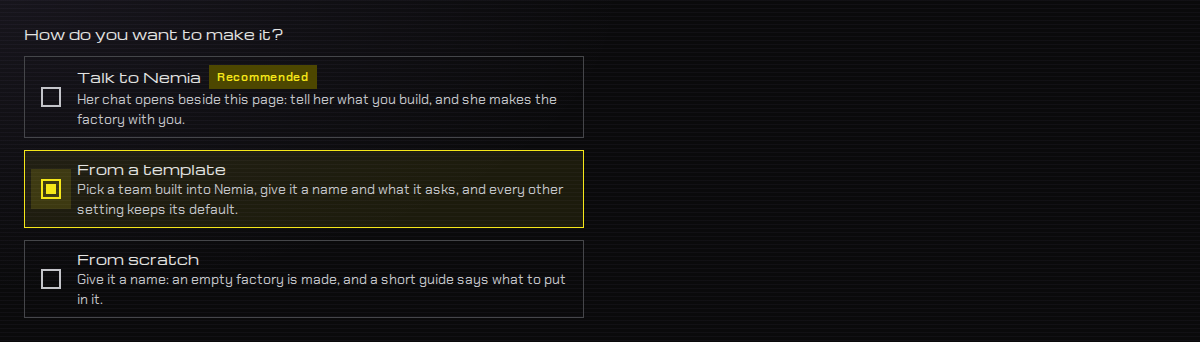 How do you want to make it?
Talk to Nemia Recommended
Her chat opens beside this page: tell her what you build, and she makes the
factory with you.
From a template
Pick a team built into Nemia, give it a name and what it asks, and every other
setting keeps its default.
From scratch
Give it a name: an empty factory is made, and a short guide says what to put
in it.